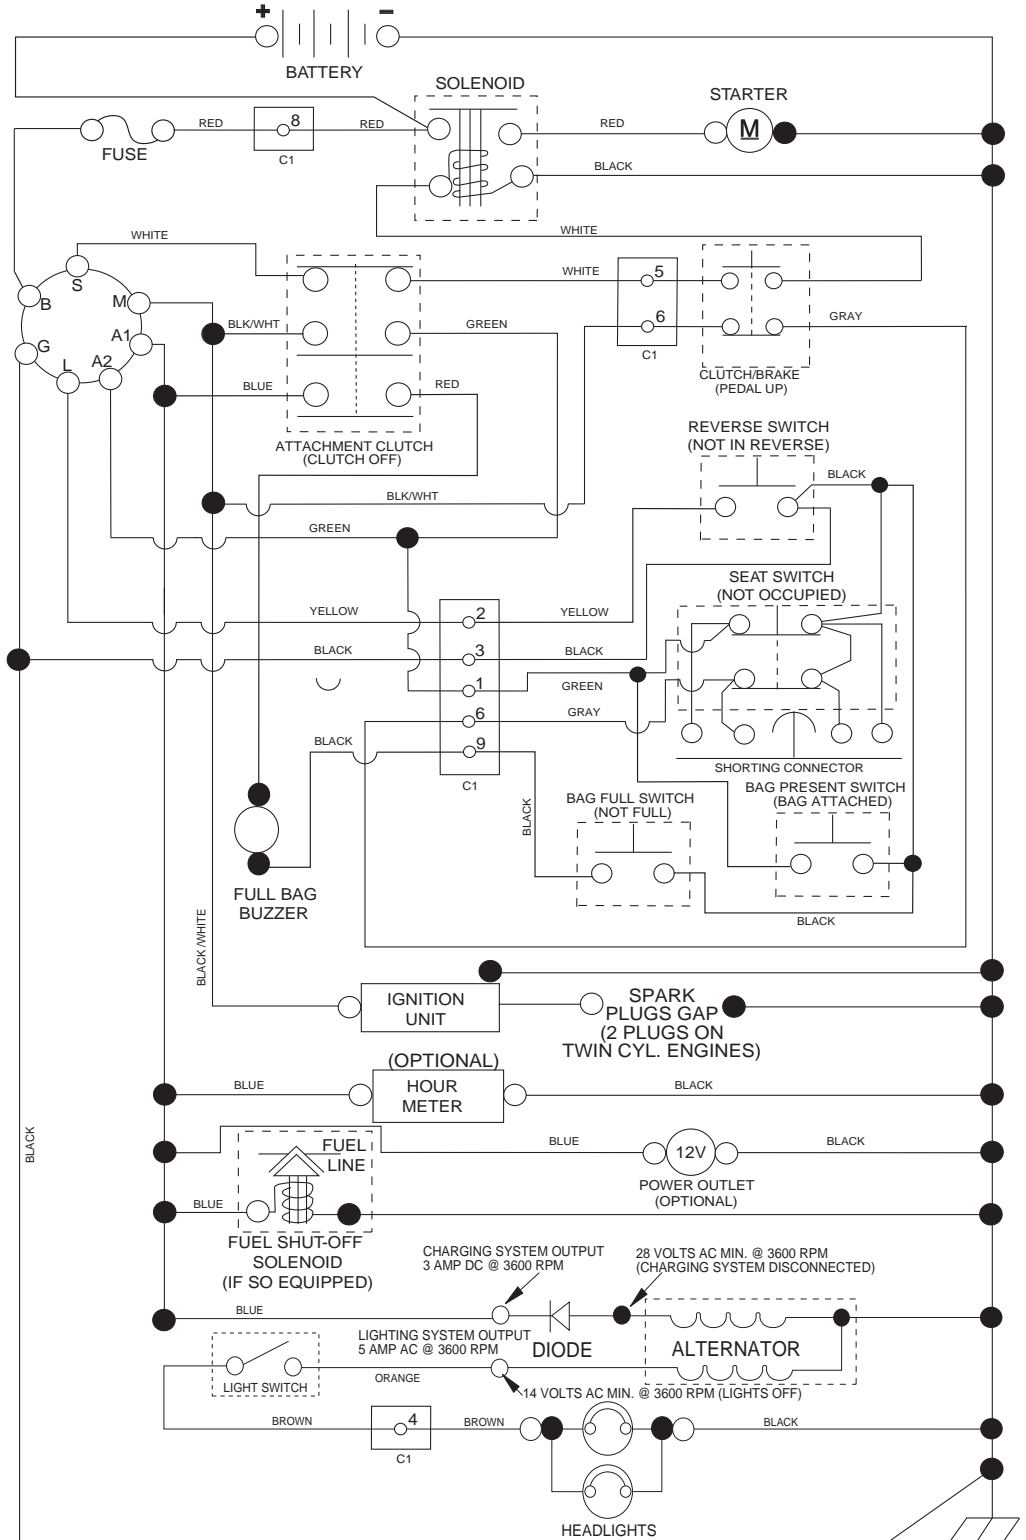 + –
BATTERY
SOLENOID
STARTER
FUSE
RED
8
RED
C1
RED
M
BLACK
WHITE
WHITE
WHITE
5
S
B
M
BLK/WHT
GREEN
6
GRAY
A1
G
C1
L
A2
BLUE
RED
CLUTCH/BRAKE
(PEDAL UP)
ATTACHMENT CLUTCH
(CLUTCH OFF)
REVERSE SWITCH
(NOT IN REVERSE)
BLACK
BLK/WHT
GREEN
SEAT SWITCH
(NOT OCCUPIED)
YELLOW
2
YELLOW
BLACK
3
BLACK
1
GREEN
6
GRAY
BLACK
9
C1
SHORTING CONNECTOR
BLACK
BAG FULL SWITCH
(NOT FULL)
BAG PRESENT SWITCH
(BAG ATTACHED)
FULL BAG
BUZZER
BLACK
BLACK /WHITE
IGNITION
UNIT
SPARK
PLUGS GAP
(2 PLUGS ON
TWIN CYL. ENGINES)
(OPTIONAL)
BLUE
HOUR
METER
BLACK
BLACK
FUEL
LINE
BLUE
12V
BLACK
POWER OUTLET
(OPTIONAL)
BLUE
FUEL SHUT-OFF
SOLENOID
(IF SO EQUIPPED)
CHARGING SYSTEM OUTPUT
3 AMP DC @ 3600 RPM
28 VOLTS AC MIN. @ 3600 RPM
(CHARGING SYSTEM DISCONNECTED)
BLUE
LIGHTING SYSTEM OUTPUT
5 AMP AC @ 3600 RPM
DIODE
ALTERNATOR
LIGHT SWITCH
ORANGE
14 VOLTS AC MIN. @ 3600 RPM (LIGHTS OFF)
BROWN
4
BROWN
BLACK
C1
HEADLIGHTS